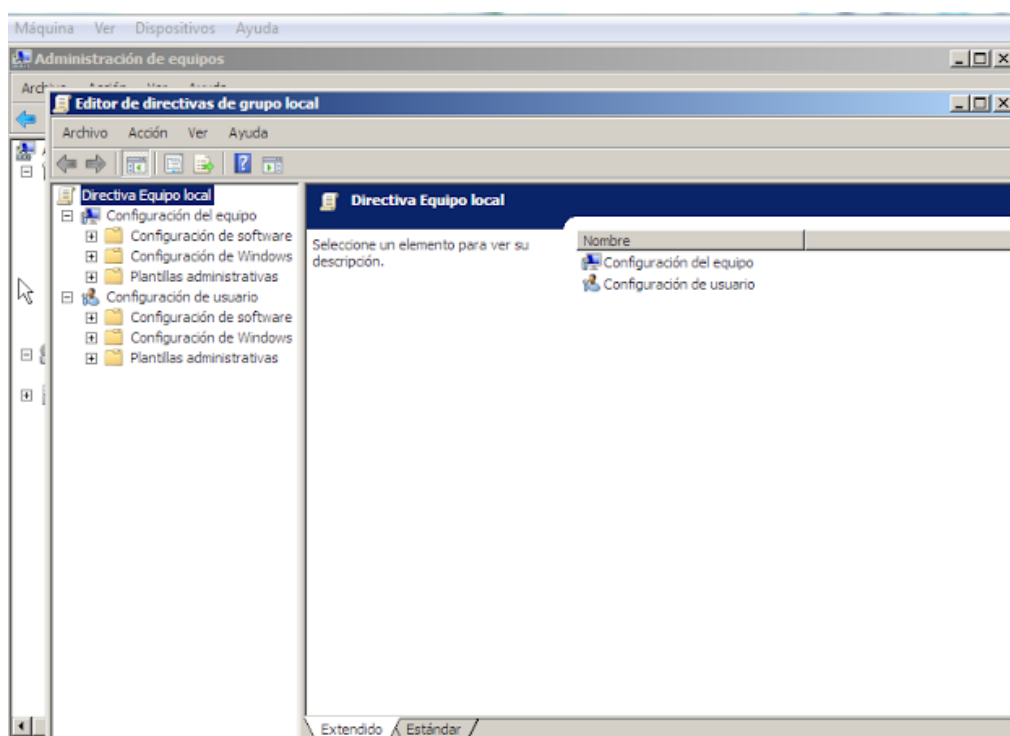 Máquina Ver Dispositivos Ayuda
Administración de equipos
Editor de directivas de grupo local
Archivo Acción Ver Ayuda
Directiva Equipo local
Configuración del equipo
Configuración de software
Configuración de Windows
Plantillas administrativas
Configuración de usuario
Configuración de software
Configuración de Windows
Plantillas administrativas
Directiva Equipo local
Seleccione un elemento para ver su
descripción.
Nombre
Configuración del equipo
Configuración de usuario
Extendido Estándar